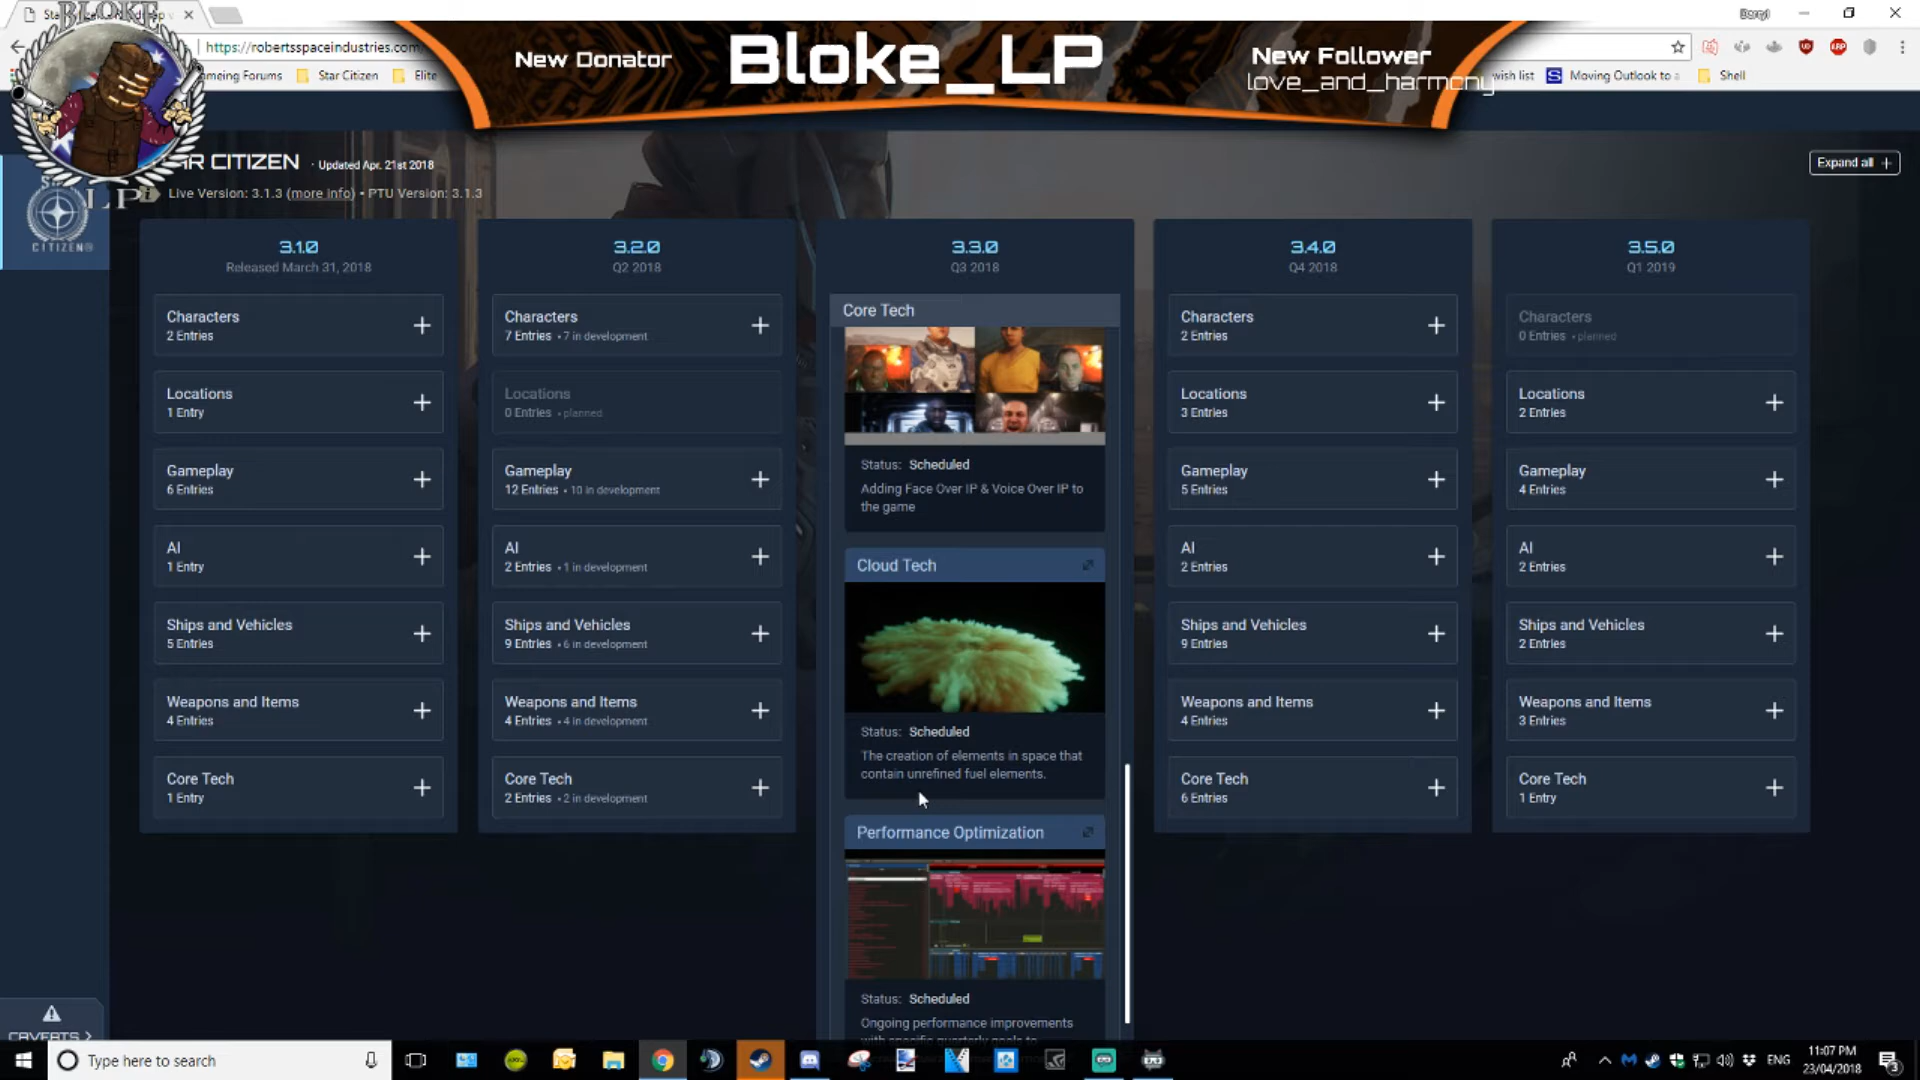 BLOKE
LP
New Donator
Bloke_LP
New Follower
love_and_harmony
Daryl
https://robertsspaceindustries.com
Forums
Star Citizen
Elite
wish list
Moving Outlook to
Shell
R CITIZEN
· Updated Apr. 21st 2018
Live Version: 3.1.3 (more info) • PTU Version: 3.1.3
Expand all +
CITIZEN®
3.1.0
Released March 31, 2018
Characters
2 Entries
Locations
1 Entry
Gameplay
6 Entries
AI
1 Entry
Ships and Vehicles
5 Entries
Weapons and Items
4 Entries
Core Tech
1 Entry
3.2.0
Q2 2018
Characters
7 Entries • 7 in development
Locations
0 Entries • planned
Gameplay
12 Entries • 10 in development
AI
2 Entries • 1 in development
Ships and Vehicles
9 Entries • 6 in development
Weapons and Items
4 Entries • 4 in development
Core Tech
2 Entries • 2 in development
3.3.0
Q3 2018
Core Tech
Status: Scheduled
Adding Face Over IP & Voice Over IP to
the game
Cloud Tech
Status: Scheduled
The creation of elements in space that
contain unrefined fuel elements.
Performance Optimization
Status: Scheduled
Ongoing performance improvements
3.4.0
Q4 2018
Characters
2 Entries
Locations
3 Entries
Gameplay
5 Entries
AI
2 Entries
Ships and Vehicles
9 Entries
Weapons and Items
4 Entries
Core Tech
6 Entries
3.5.0
Q1 2019
Characters
0 Entries • planned
Locations
2 Entries
Gameplay
4 Entries
AI
2 Entries
Ships and Vehicles
2 Entries
Weapons and Items
3 Entries
Core Tech
1 Entry
CAVEATS
Type here to search
ENG
11:07 PM
23/04/2018
3